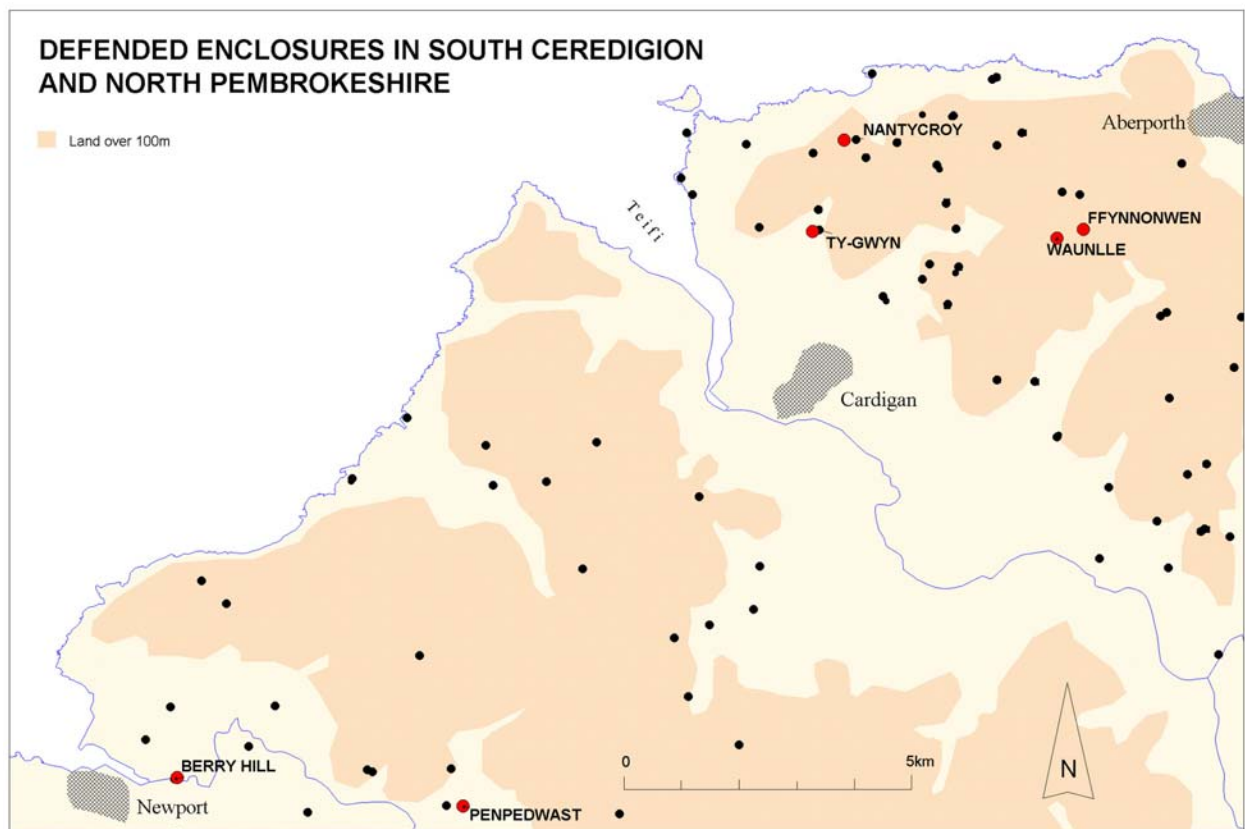 DEFENDED ENCLOSURES IN SOUTH CEREDIGION
AND NORTH PEMBROKESHIRE
Land over 100m
Aberporth
NANTYCROY
Teifi
FFYNNONWEN
TY-GWYN
WAUNLLE
Cardigan
BERRY HILL
0
5km
N
Newport
PENPEDWAST